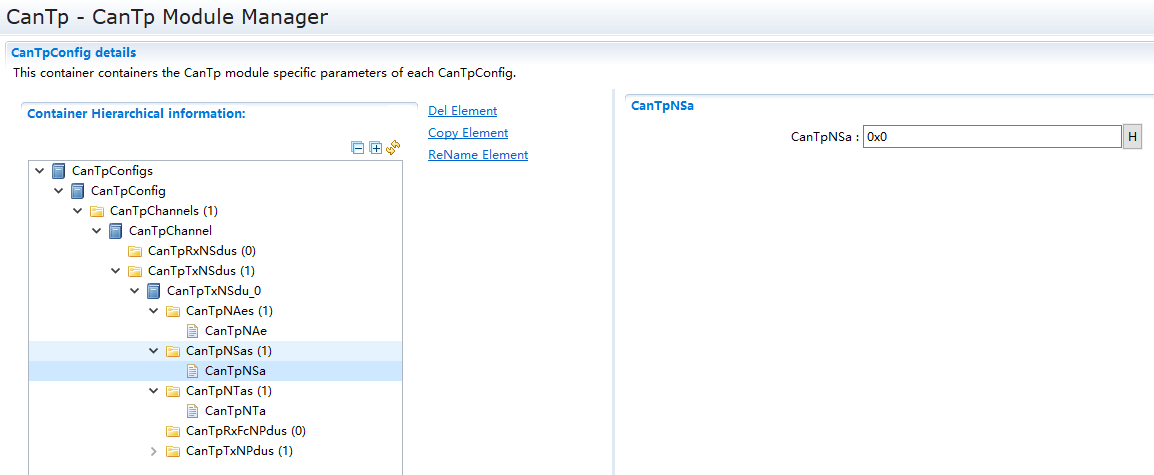 CanTp - CanTp Module Manager
CanTpConfig details
This container containers the CanTp module specific parameters of each CanTpConfig.
Container Hierarchical information:
Del Element
Copy Element
ReName Element
CanTpConfigs
CanTpConfig
CanTpChannels (1)
CanTpChannel
CanTpRxNSdus (0)
CanTpTxNSdus (1)
CanTpTxNSdu_0
CanTpNAes (1)
CanTpNAe
CanTpNSas (1)
CanTpNSa
CanTpNTas (1)
CanTpNTa
CanTpRxFcNPdus (0)
CanTpTxNPdus (1)
CanTpNSa
CanTpNSa : 0x0 H